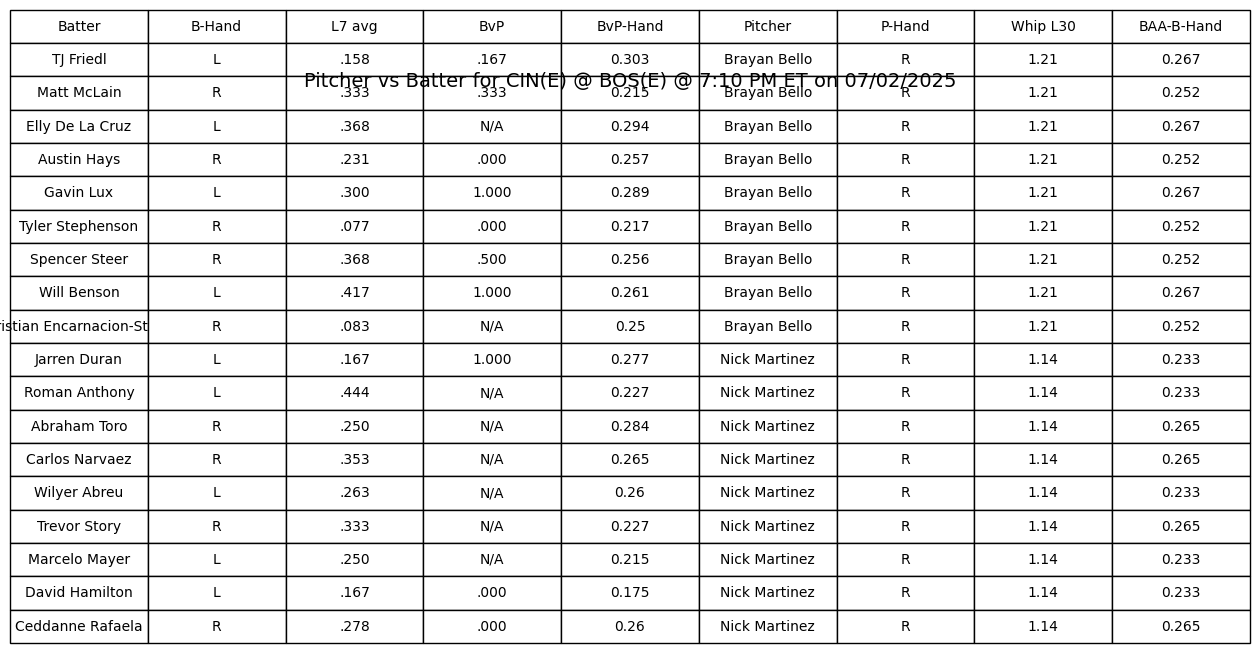 Batter B-Hand L7 avg BvP BvP-Hand Pitcher P-Hand Whip L30 BAA-B-Hand
TJ Friedl L .158 .167 0.303 Brayan Bello R 1.21 0.267
Pitcher vs Batter for CIN(E) @ BOS(E) @ 7:10 PM ET on 07/02/2025
Matt McLain R .333 .333 0.215 Brayan Bello R 1.21 0.252
Elly De La Cruz L .368 N/A 0.294 Brayan Bello R 1.21 0.267
Austin Hays R .231 .000 0.257 Brayan Bello R 1.21 0.252
Gavin Lux L .300 1.000 0.289 Brayan Bello R 1.21 0.267
Tyler Stephenson R .077 .000 0.217 Brayan Bello R 1.21 0.252
Spencer Steer R .368 .500 0.256 Brayan Bello R 1.21 0.252
Will Benson L .417 1.000 0.261 Brayan Bello R 1.21 0.267
istian Encarnacion-St R .083 N/A 0.25 Brayan Bello R 1.21 0.252
Jarren Duran L .167 1.000 0.277 Nick Martinez R 1.14 0.233
Roman Anthony L .444 N/A 0.227 Nick Martinez R 1.14 0.233
Abraham Toro R .250 N/A 0.284 Nick Martinez R 1.14 0.265
Carlos Narvaez R .353 N/A 0.265 Nick Martinez R 1.14 0.265
Wilyer Abreu L .263 N/A 0.26 Nick Martinez R 1.14 0.233
Trevor Story R .333 N/A 0.227 Nick Martinez R 1.14 0.265
Marcelo Mayer L .250 N/A 0.215 Nick Martinez R 1.14 0.233
David Hamilton L .167 .000 0.175 Nick Martinez R 1.14 0.233
Ceddanne Rafaela R .278 .000 0.26 Nick Martinez R 1.14 0.265